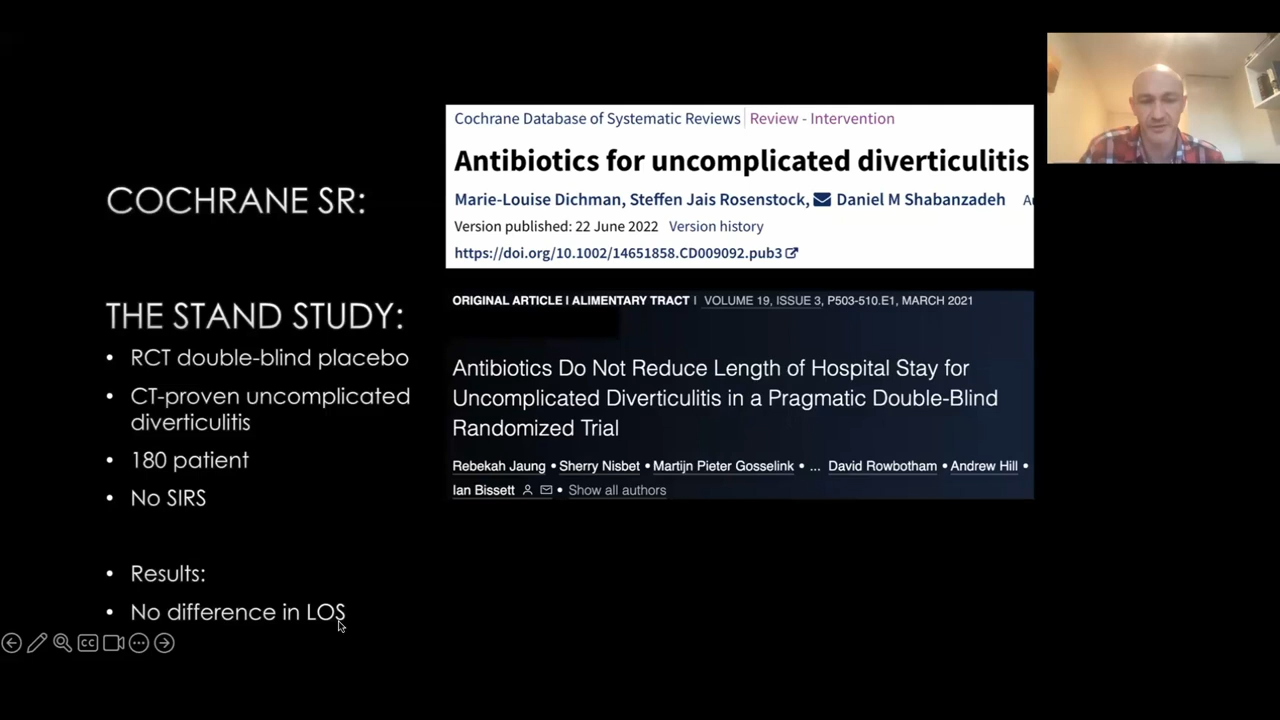 COCHRANE SR:
Cochrane Database of Systematic Reviews | Review - Intervention
Antibiotics for uncomplicated diverticulitis
Marie-Louise Dichman, Steffen Jais Rosenstock, Daniel M Shabanzadeh
Version published: 22 June 2022 Version history
https://doi.org/10.1002/14651858.CD009092.pub3
THE STAND STUDY:
• RCT double-blind placebo
• CT-proven uncomplicated
diverticulitis
• 180 patient
• No SIRS
• Results:
• No difference in LOS
ORIGINAL ARTICLE | ALIMENTARY TRACT | VOLUME 19, ISSUE 3, P503-510.E1, MARCH 2021
Antibiotics Do Not Reduce Length of Hospital Stay for
Uncomplicated Diverticulitis in a Pragmatic Double-Blind
Randomized Trial
Rebekah Jaung • Sherry Nisbet • Martijn Pieter Gosselink • ... David Rowbotham • Andrew Hill •
Ian Bissett • Show all authors
CC